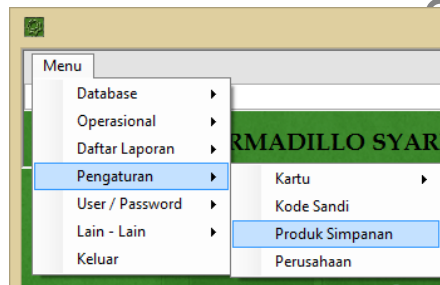 Menu
Database
Operasional
RMADILLO SYAR
Daftar Laporan
Pengaturan
Kartu
User / Password
Kode Sandi
Lain - Lain
Produk Simpanan
Keluar
Perusahaan